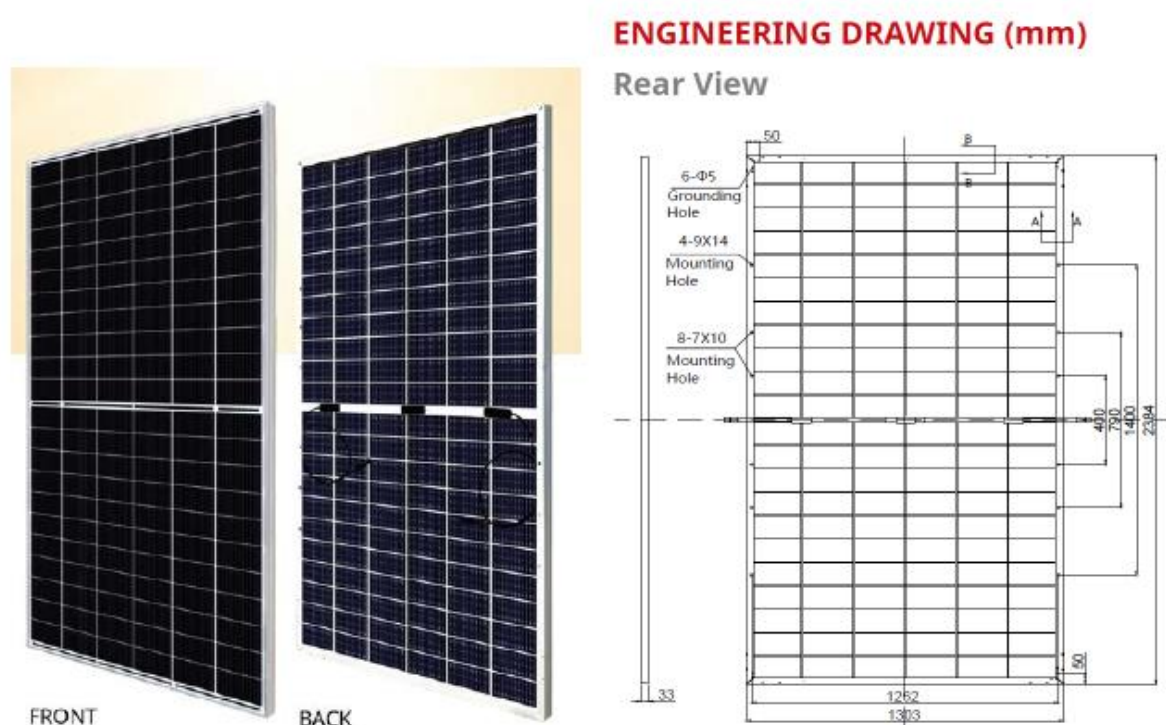 ENGINEERING DRAWING (mm)
Rear View
FRONT
BACK
50
B
B
6-Φ5
Grounding
Hole
A
A
4-9X14
Mounting
Hole
8-7X10
Mounting
Hole
400
790
1400
2384
50
33
1262
1303